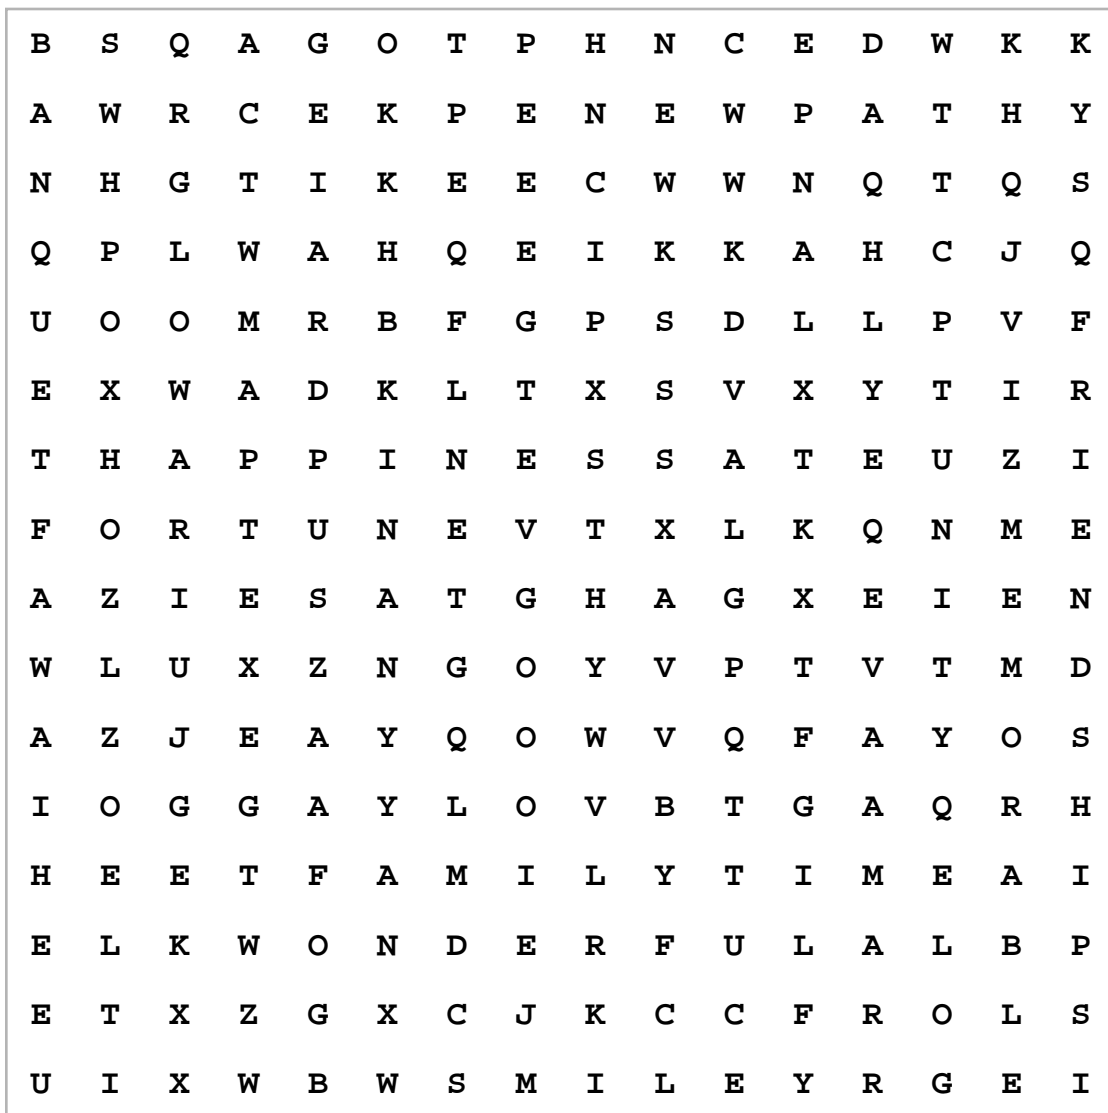 B S Q A G O T P H N C E D W K K
A W R C E K P E N E W P A T H Y
N H G T I K E E C W W N Q T Q S
Q P L W A H Q E I K K A H C J Q
U O O M R B F G P S D L L P V F
E X W A D K L T X S V X Y T I R
T H A P P I N E S S A T E U Z I
F O R T U N E V T X L K Q N M E
A Z I E S A T G H A G X E I E N
W L U X Z N G O Y V P T V T M D
A Z J E A Y Q O W V Q F A Y O S
I O G G A Y L O V B T G A Q R H
H E E T F A M I L Y T I M E A I
E L K W O N D E R F U L A L B P
E T X Z G X C J K C C F R O L S
U I X W B W S M I L E Y R G E I